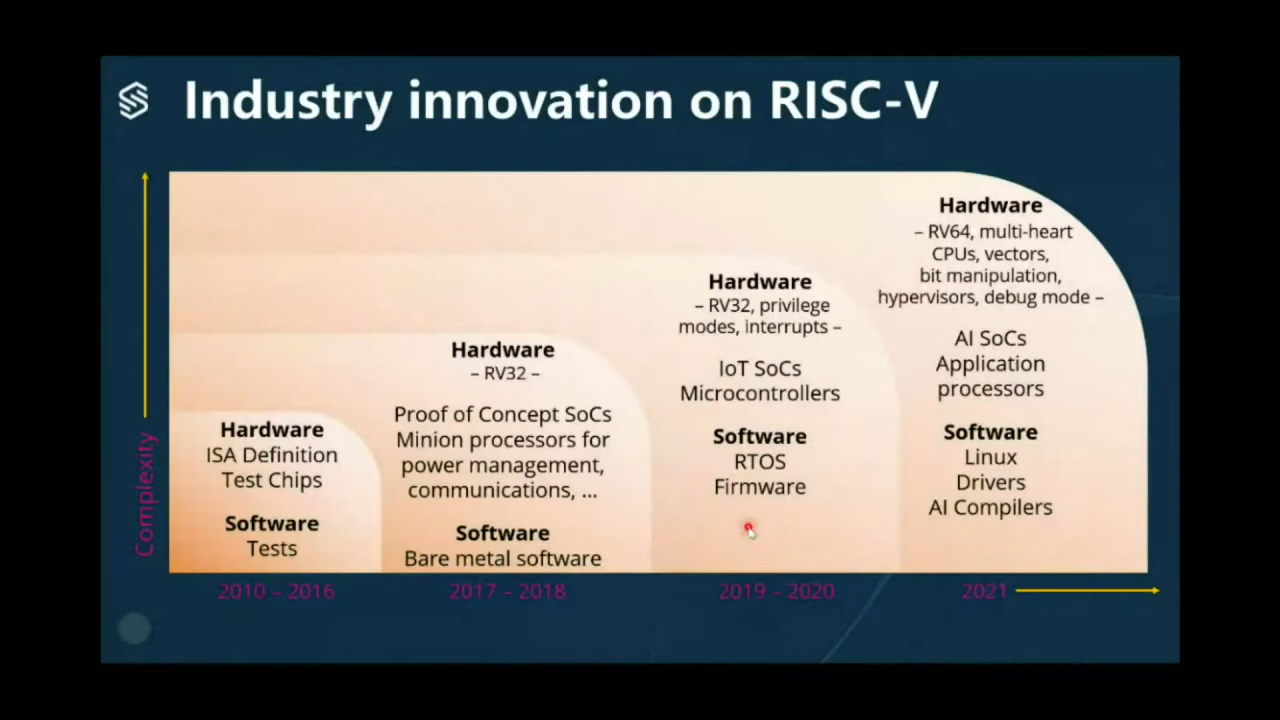 Industry innovation on RISC-V
Complexity
Hardware
ISA Definition
Test Chips
Software
Tests
2010 – 2016
Hardware
– RV32 –
Proof of Concept SoCs
Minion processors for
power management,
communications, ...
Software
Bare metal software
2017 – 2018
Hardware
– RV32, privilege
modes, interrupts –
IoT SoCs
Microcontrollers
Software
RTOS
Firmware
2019 – 2020
Hardware
– RV64, multi-heart
CPUs, vectors,
bit manipulation,
hypervisors, debug mode –
AI SoCs
Application
processors
Software
Linux
Drivers
AI Compilers
2021